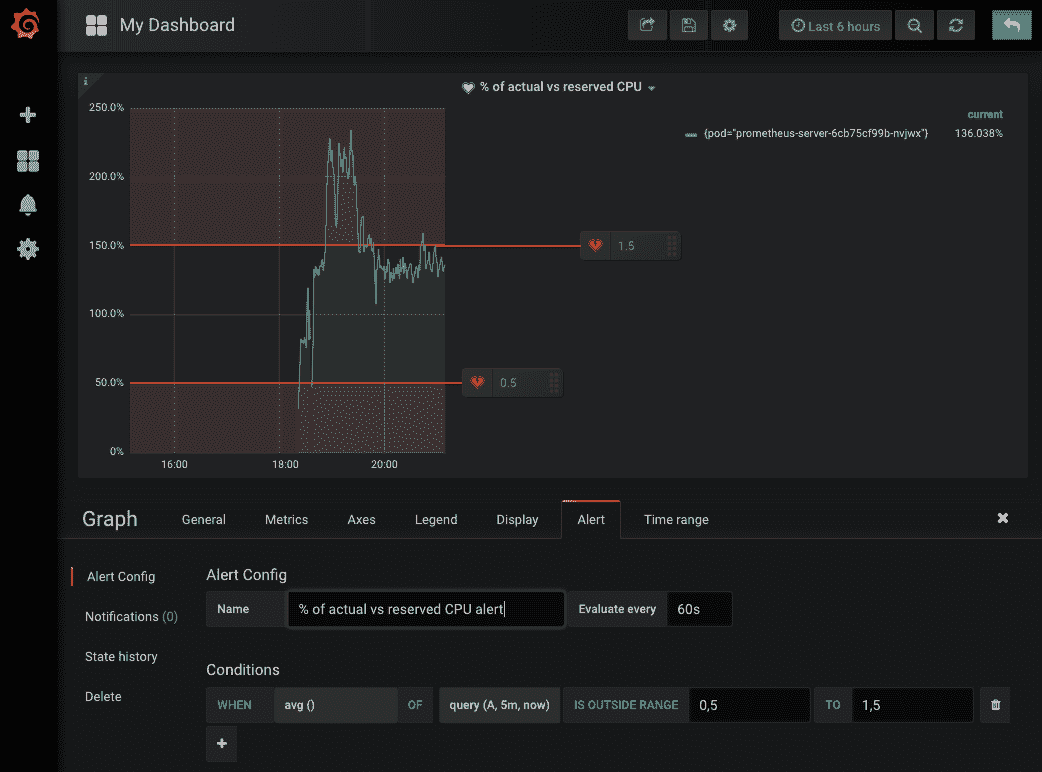 My Dashboard
Last 6 hours
i
% of actual vs reserved CPU
current
{pod="prometheus-server-6cb75cf99b-nvjwx"} 136.038%
250.0%
200.0%
150.0%
1.5
100.0%
50.0%
0.5
0%
16:00 18:00 20:00
Graph General Metrics Axes Legend Display Alert Time range
Alert Config
Notifications (0)
State history
Delete
Alert Config
Name % of actual vs reserved CPU alert Evaluate every 60s
Conditions
WHEN avg () OF query (A, 5m, now) IS OUTSIDE RANGE 0,5 TO 1,5